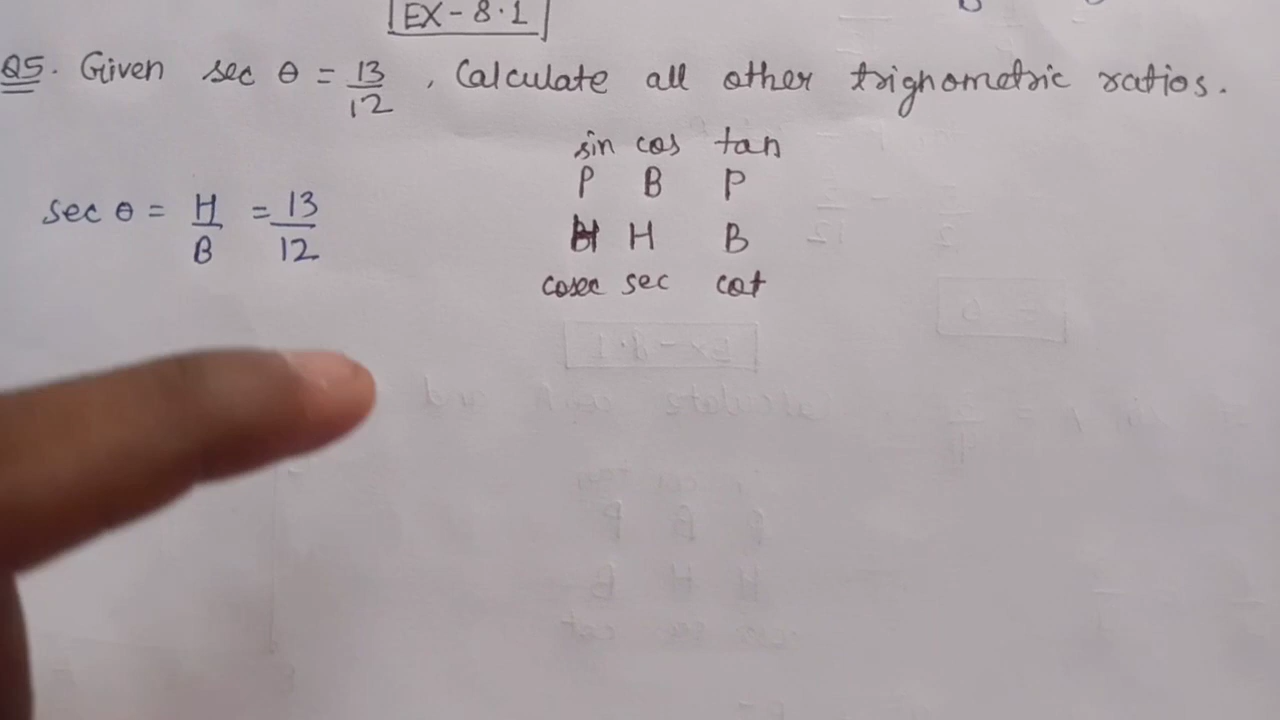 EX - 8.1
Q5. Given sec θ = 13/12, Calculate all other trignometric ratios.
sin cos tan
P B P
sec θ = H/B = 13/12
H H B
cosec sec cot